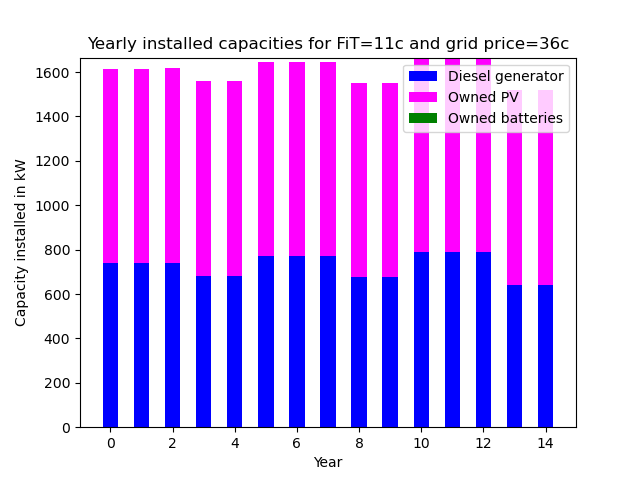 Yearly installed capacities for FiT=11c and grid price=36c
Diesel generator
Owned PV
Owned batteries
1600
1400
1200
1000
800
600
400
200
0
Capacity installed in kW
0 2 4 6 8 10 12 14
Year